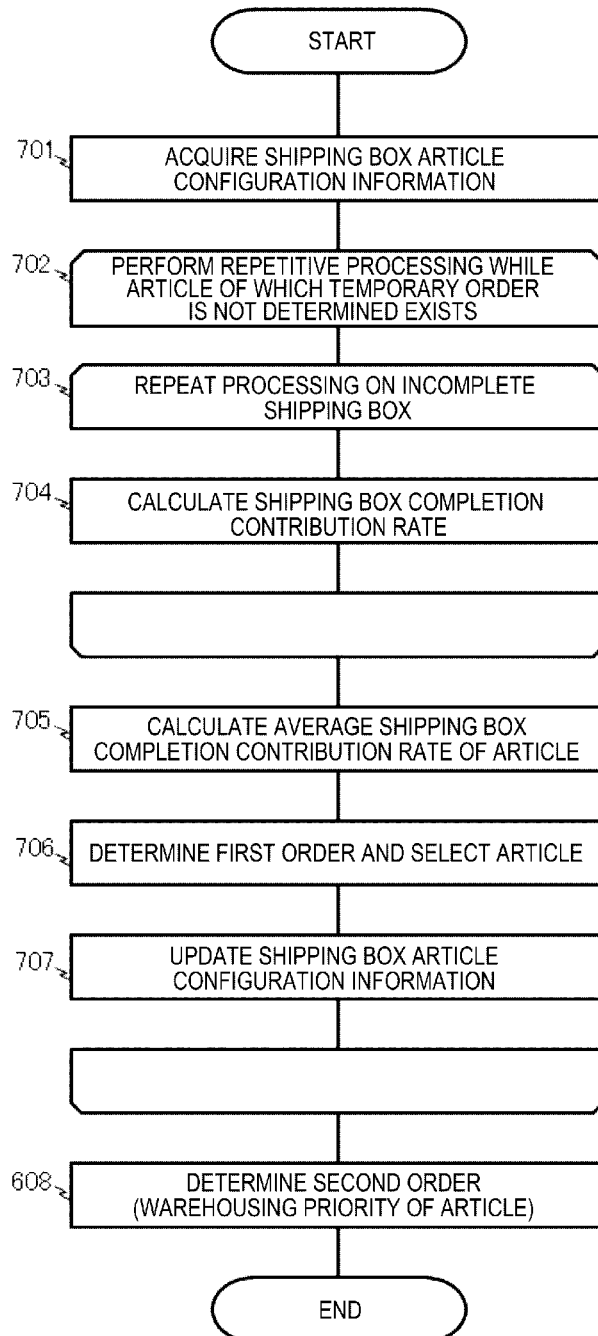 START
701
ACQUIRE SHIPPING BOX ARTICLE
CONFIGURATION INFORMATION
702
PERFORM REPETITIVE PROCESSING WHILE
ARTICLE OF WHICH TEMPORARY ORDER
IS NOT DETERMINED EXISTS
703
REPEAT PROCESSING ON INCOMPLETE
SHIPPING BOX
704
CALCULATE SHIPPING BOX COMPLETION
CONTRIBUTION RATE
705
CALCULATE AVERAGE SHIPPING BOX
COMPLETION CONTRIBUTION RATE OF ARTICLE
706
DETERMINE FIRST ORDER AND SELECT ARTICLE
707
UPDATE SHIPPING BOX ARTICLE
CONFIGURATION INFORMATION
608
DETERMINE SECOND ORDER
(WAREHOUSING PRIORITY OF ARTICLE)
END